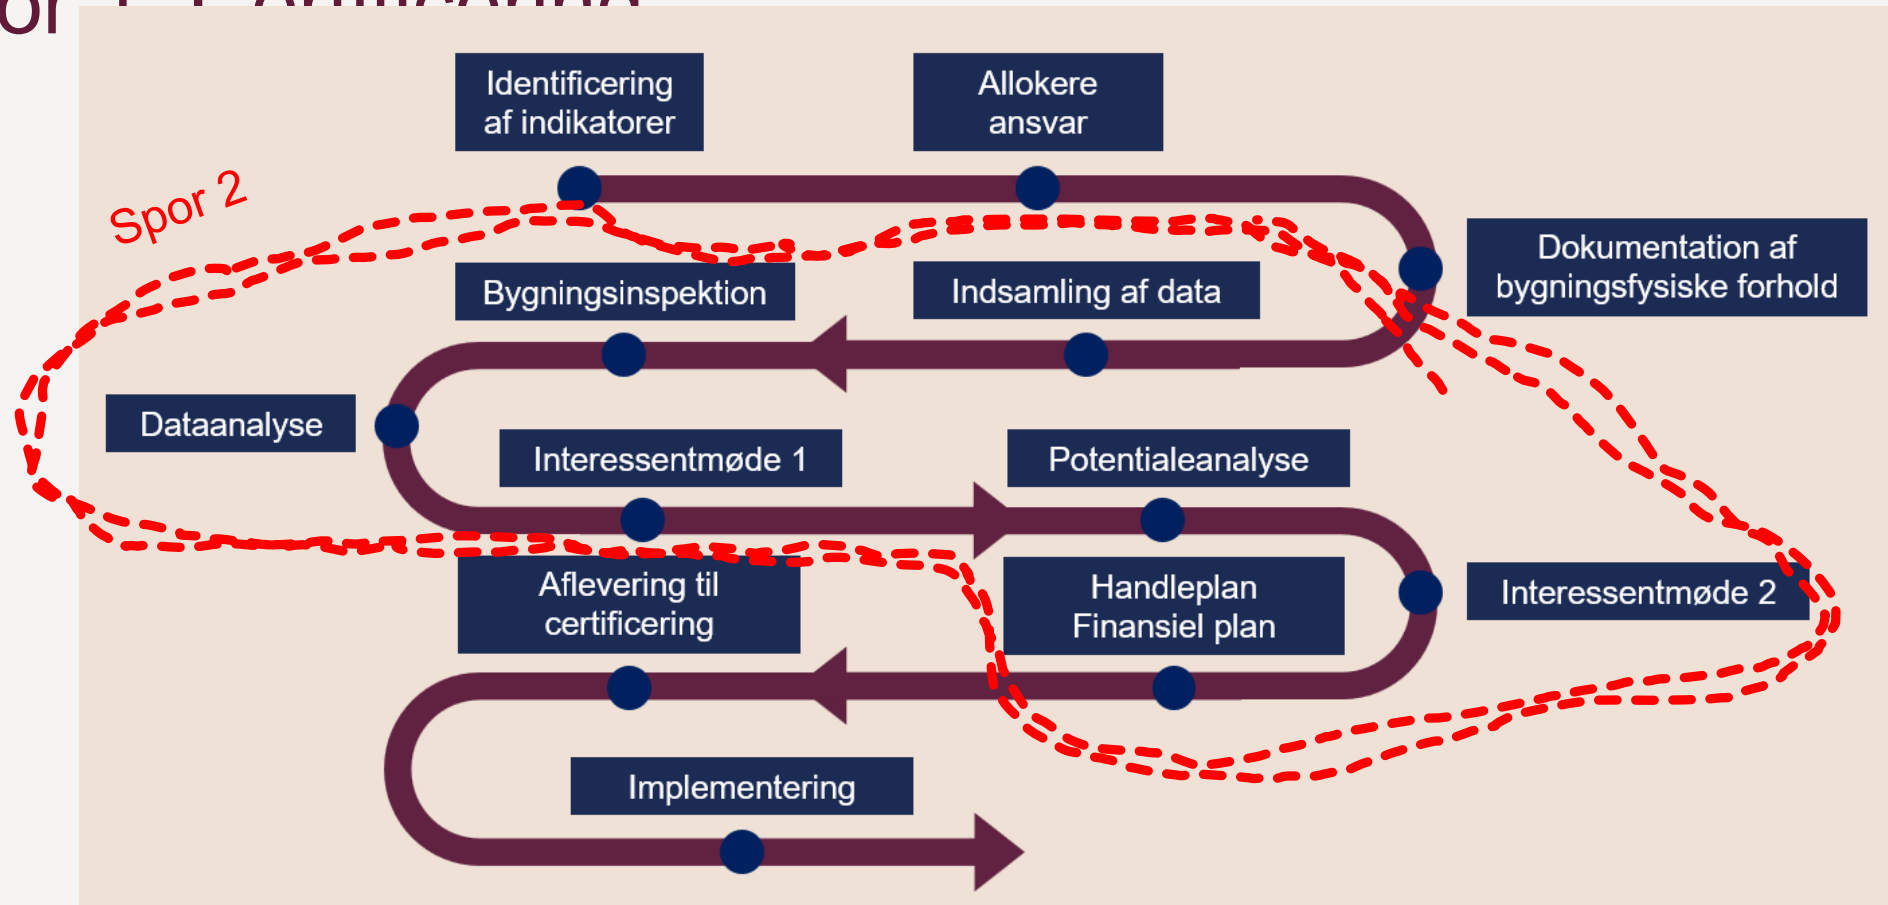 Identificering
af indikatorer
Allokere
ansvar
Spor 2
Dokumentation af
bygningsfysiske forhold
Bygningsinspektion
Indsamling af data
Dataanalyse
Interessentmøde 1
Potentialeanalyse
Aflevering til
certificering
Handleplan
Finansiel plan
Interessentmøde 2
Implementering